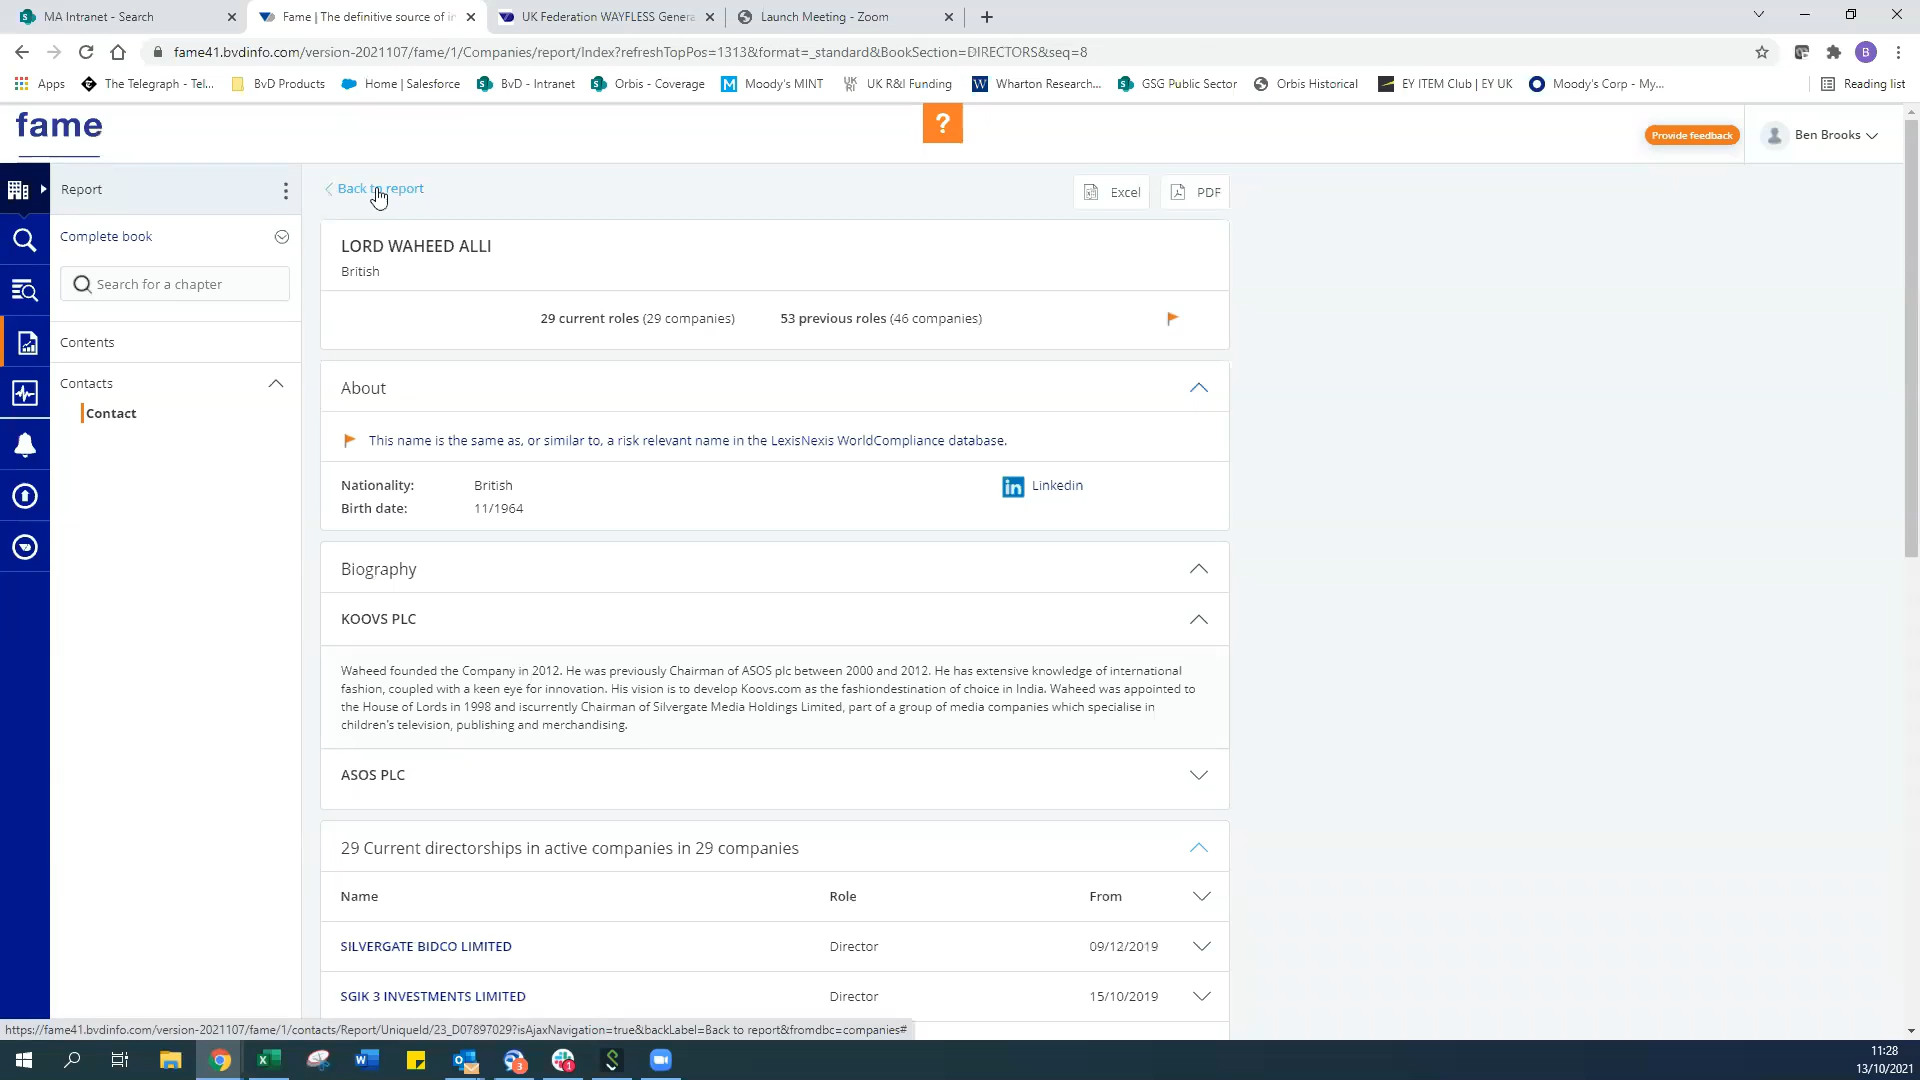 MA Intranet - Search
Fame | The definitive source of in
UK Federation WAYFLESS Genera
Launch Meeting - Zoom
fame41.bvdinfo.com/version-2021107/fame/1/Companies/report/Index?refreshTopPos=1313&format=_standard&BookSection=DIRECTORS&seq=8
B
Apps
The Telegraph - Tel...
BvD Products
Home | Salesforce
BvD - Intranet
Orbis - Coverage
Moody's MINT
UK R&I Funding
Wharton Research...
GSG Public Sector
Orbis Historical
EY ITEM Club | EY UK
Moody's Corp - My...
Reading list
fame
?
Provide feedback
Ben Brooks
Report
Back to report
Excel
PDF
Complete book
Search for a chapter
Contents
Contacts
Contact
LORD WAHEED ALLI
British
29 current roles (29 companies)
53 previous roles (46 companies)
About
This name is the same as, or similar to, a risk relevant name in the LexisNexis WorldCompliance database.
Nationality: British
Linkedin
Birth date: 11/1964
Biography
KOOVS PLC
Waheed founded the Company in 2012. He was previously Chairman of ASOS plc between 2000 and 2012. He has extensive knowledge of international
fashion, coupled with a keen eye for innovation. His vision is to develop Koovs.com as the fashiondestination of choice in India. Waheed was appointed to
the House of Lords in 1998 and iscurrently Chairman of Silvergate Media Holdings Limited, part of a group of media companies which specialise in
children's television, publishing and merchandising.
ASOS PLC
29 Current directorships in active companies in 29 companies
Name Role From
SILVERGATE BIDCO LIMITED Director 09/12/2019
SGIK 3 INVESTMENTS LIMITED Director 15/10/2019
https://fame41.bvdinfo.com/version-2021107/fame/1/contacts/Report/UniqueId/23_D07897029?isAjaxNavigation=true&backLabel=Back to report&fromdbc=companies#
3
1
11:28
13/10/2021